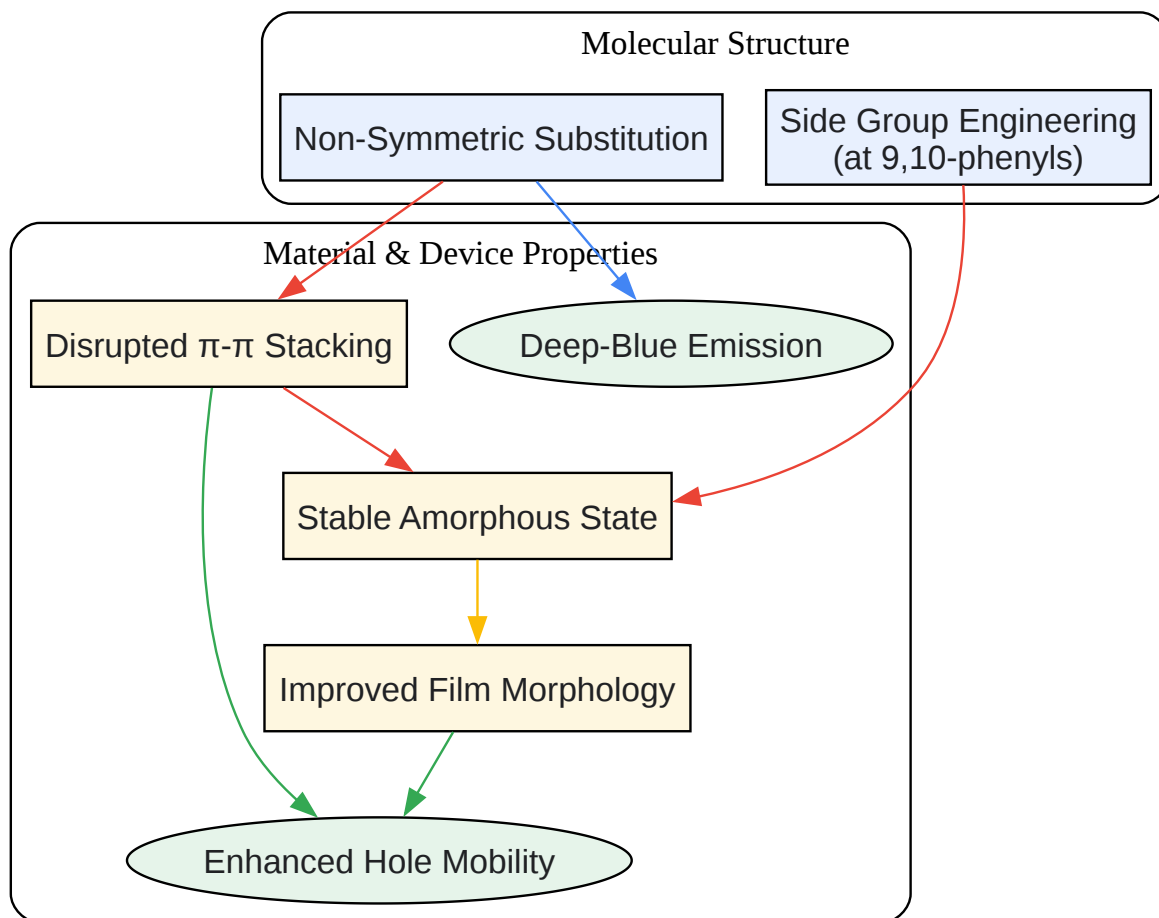 Molecular Structure
Non-Symmetric Substitution
Side Group Engineering
(at 9,10-phenyls)
Material & Device Properties
Disrupted π-π Stacking
Deep-Blue Emission
Stable Amorphous State
Improved Film Morphology
Enhanced Hole Mobility